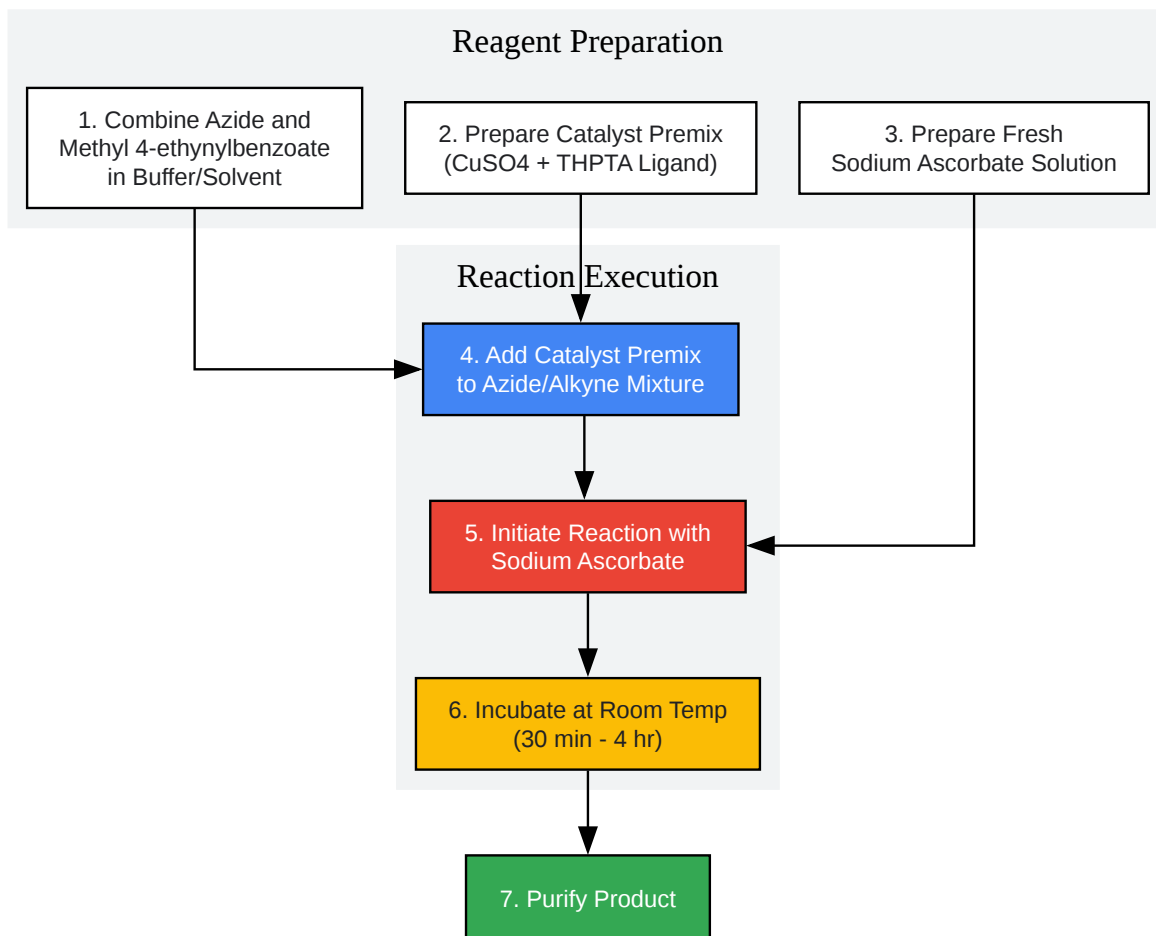 Reagent Preparation
1. Combine Azide and
Methyl 4-ethynylbenzoate
in Buffer/Solvent
2. Prepare Catalyst Premix
(CuSO4 + THPTA Ligand)
3. Prepare Fresh
Sodium Ascorbate Solution
Reaction Execution
4. Add Catalyst Premix
to Azide/Alkyne Mixture
5. Initiate Reaction with
Sodium Ascorbate
6. Incubate at Room Temp
(30 min - 4 hr)
7. Purify Product